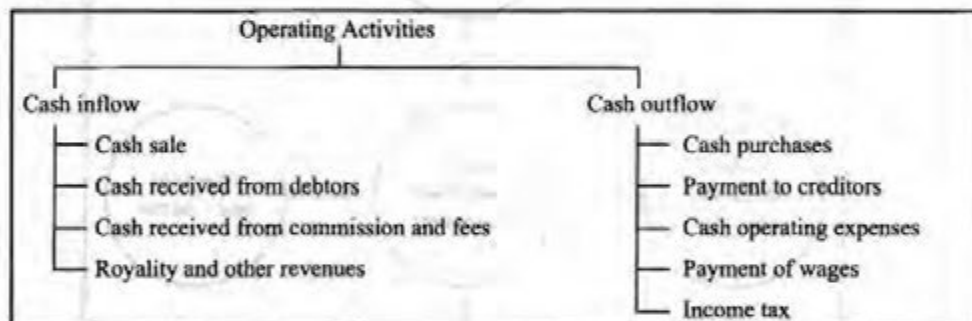 Operating Activities
Cash inflow
Cash sale
Cash received from debtors
Cash received from commission and fees
Royality and other revenues
Cash outflow
Cash purchases
Payment to creditors
Cash operating expenses
Payment of wages
Income tax